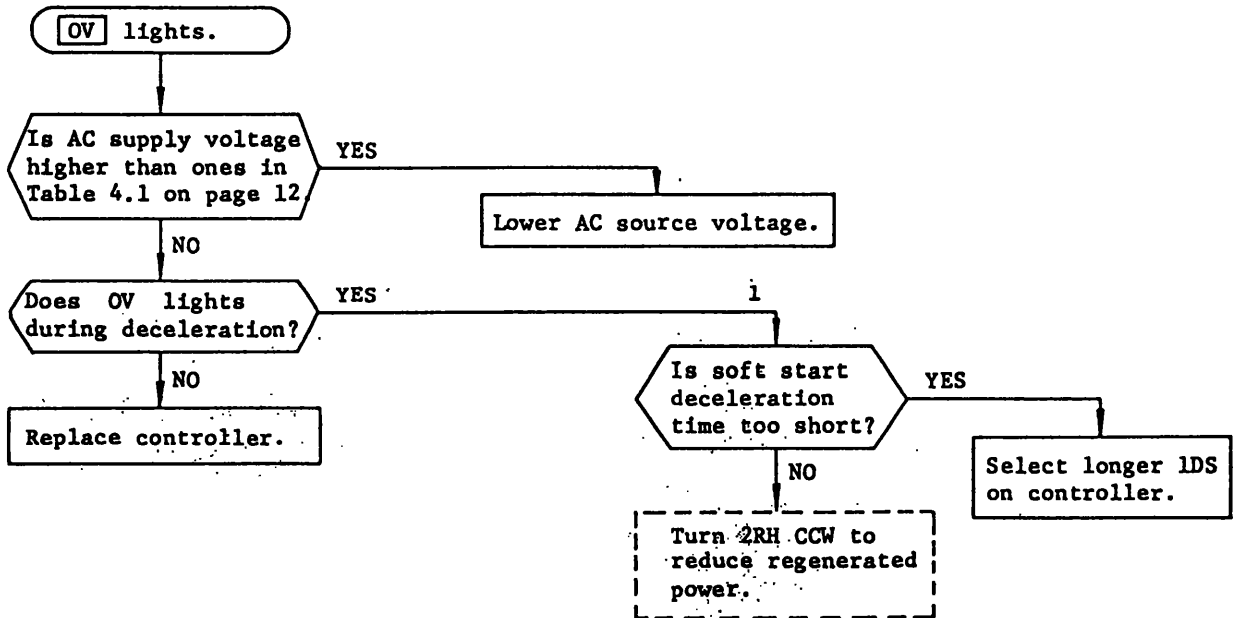 OV lights.
Is AC supply voltage
higher than ones in
Table 4.1 on page 12.
YES
Lower AC source voltage.
NO
Does OV lights
during deceleration?
YES
1
NO
Replace controller.
Is soft start
deceleration
time too short?
YES
Select longer 1DS
on controller.
NO
Turn 2RH CCW to
reduce regenerated
power.